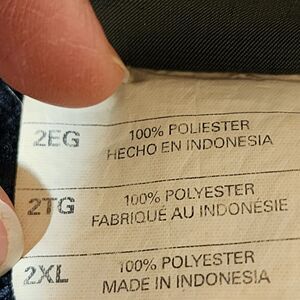 2EG 100% POLIESTER
HECHO EN INDONESIA
2TG 100% POLYESTER
FABRIQUÉ AU INDONÉSIE
2XL 100% POLYESTER
MADE IN INDONESIA